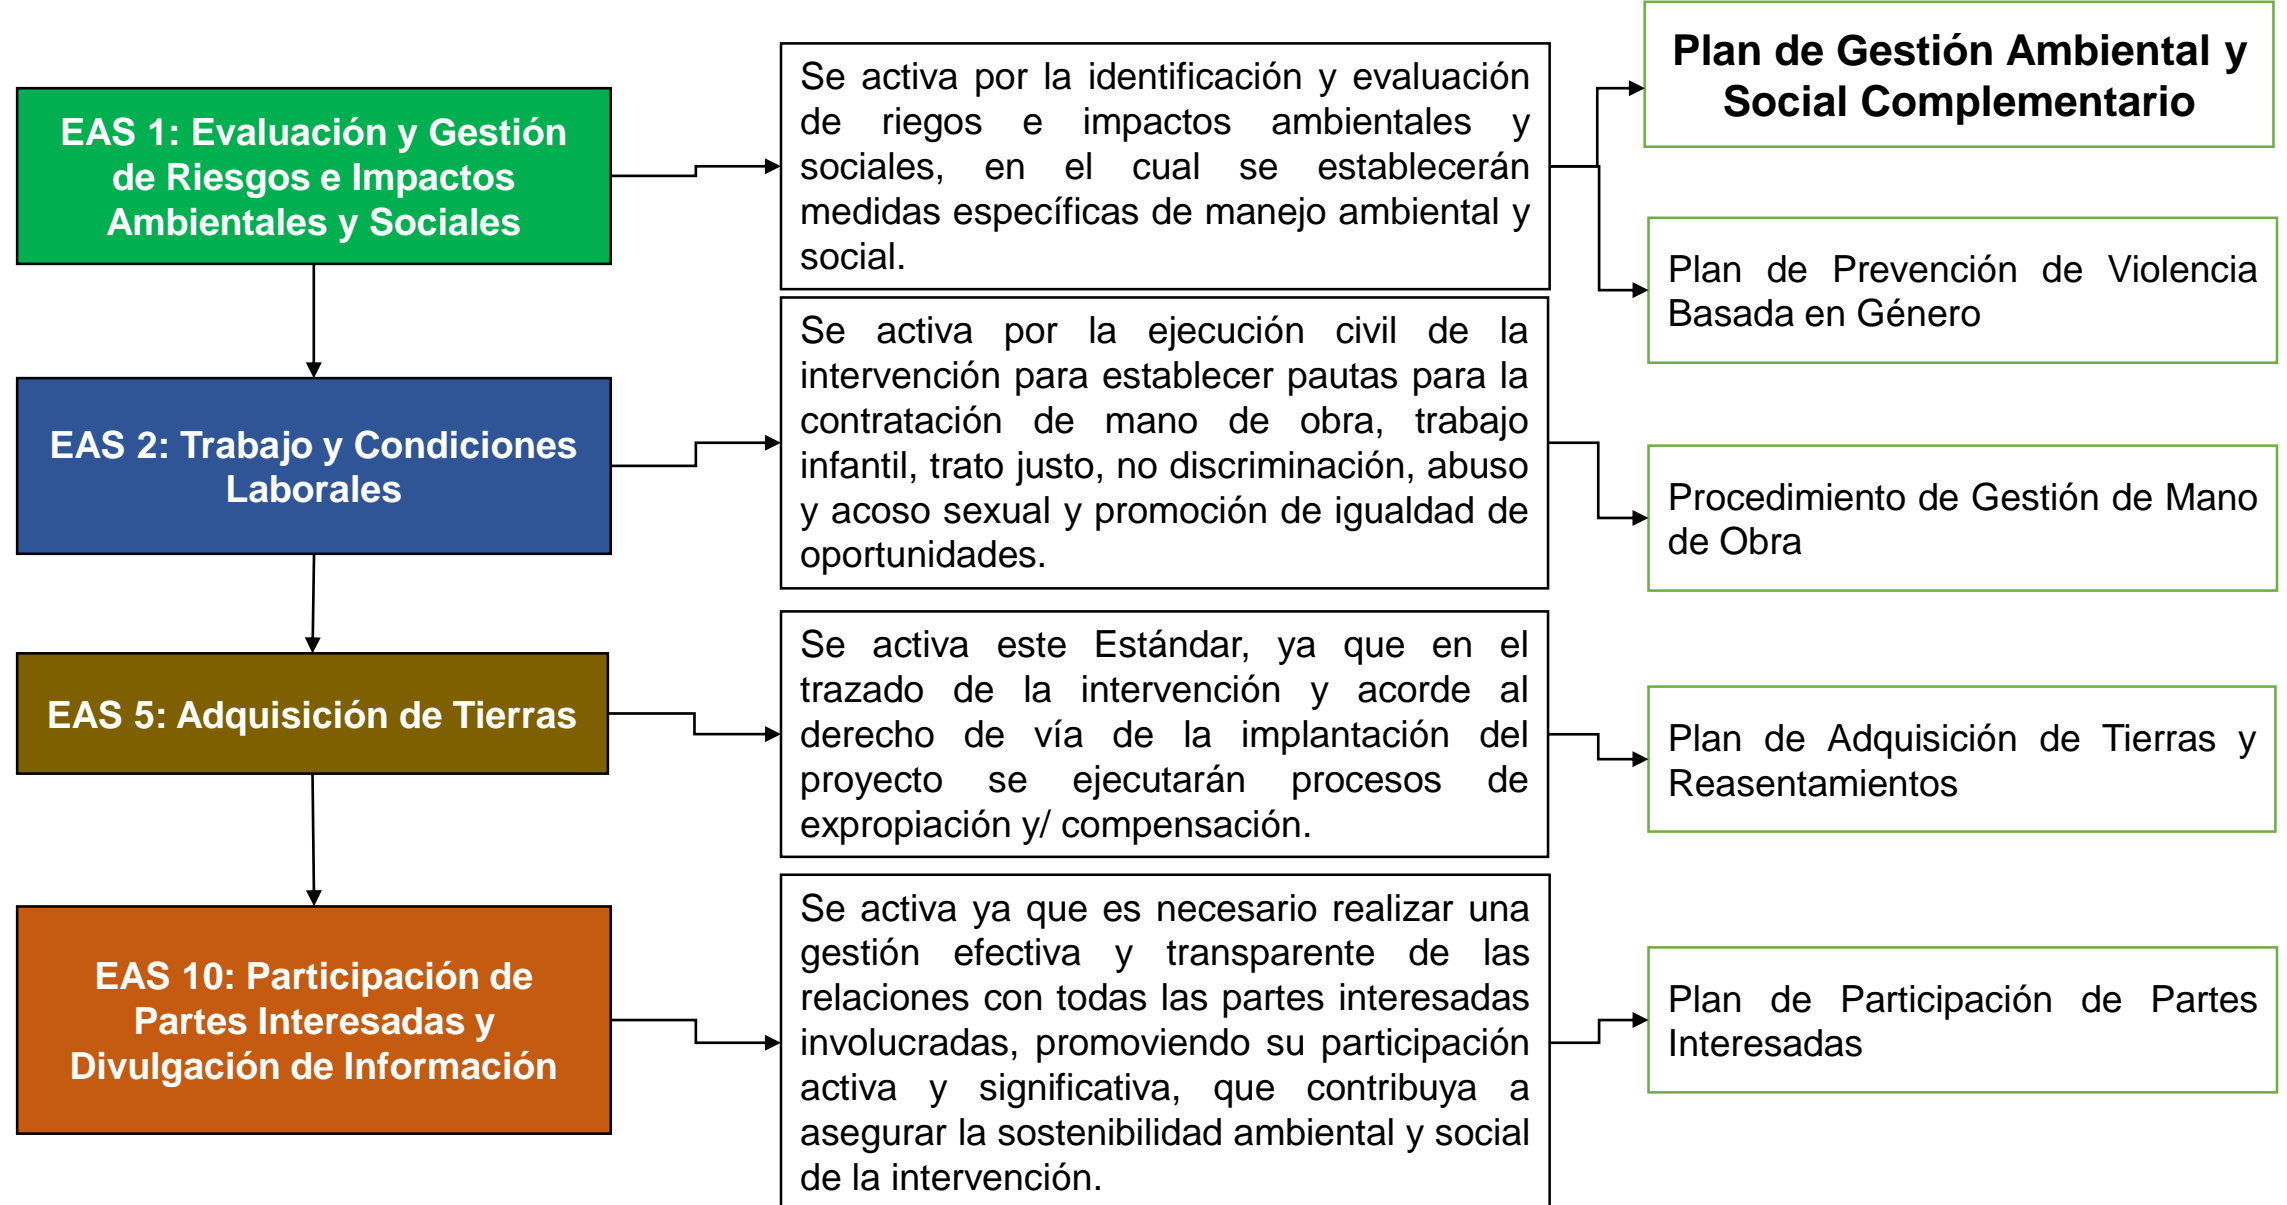 EAS 1: Evaluación y Gestión
de Riesgos e Impactos
Ambientales y Sociales
Se activa por la identificación y evaluación
de riegos e impactos ambientales y
sociales, en el cual se establecerán
medidas específicas de manejo ambiental y
social.
Plan de Gestión Ambiental y
Social Complementario
Plan de Prevención de Violencia
Basada en Género
EAS 2: Trabajo y Condiciones
Laborales
Se activa por la ejecución civil de la
intervención para establecer pautas para la
contratación de mano de obra, trabajo
infantil, trato justo, no discriminación, abuso
y acoso sexual y promoción de igualdad de
oportunidades.
Procedimiento de Gestión de Mano
de Obra
EAS 5: Adquisición de Tierras
Se activa este Estándar, ya que en el
trazado de la intervención y acorde al
derecho de vía de la implantación del
proyecto se ejecutarán procesos de
expropiación y/ compensación.
Plan de Adquisición de Tierras y
Reasentamientos
EAS 10: Participación de
Partes Interesadas y
Divulgación de Información
Se activa ya que es necesario realizar una
gestión efectiva y transparente de las
relaciones con todas las partes interesadas
involucradas, promoviendo su participación
activa y significativa, que contribuya a
asegurar la sostenibilidad ambiental y social
de la intervención.
Plan de Participación de Partes
Interesadas